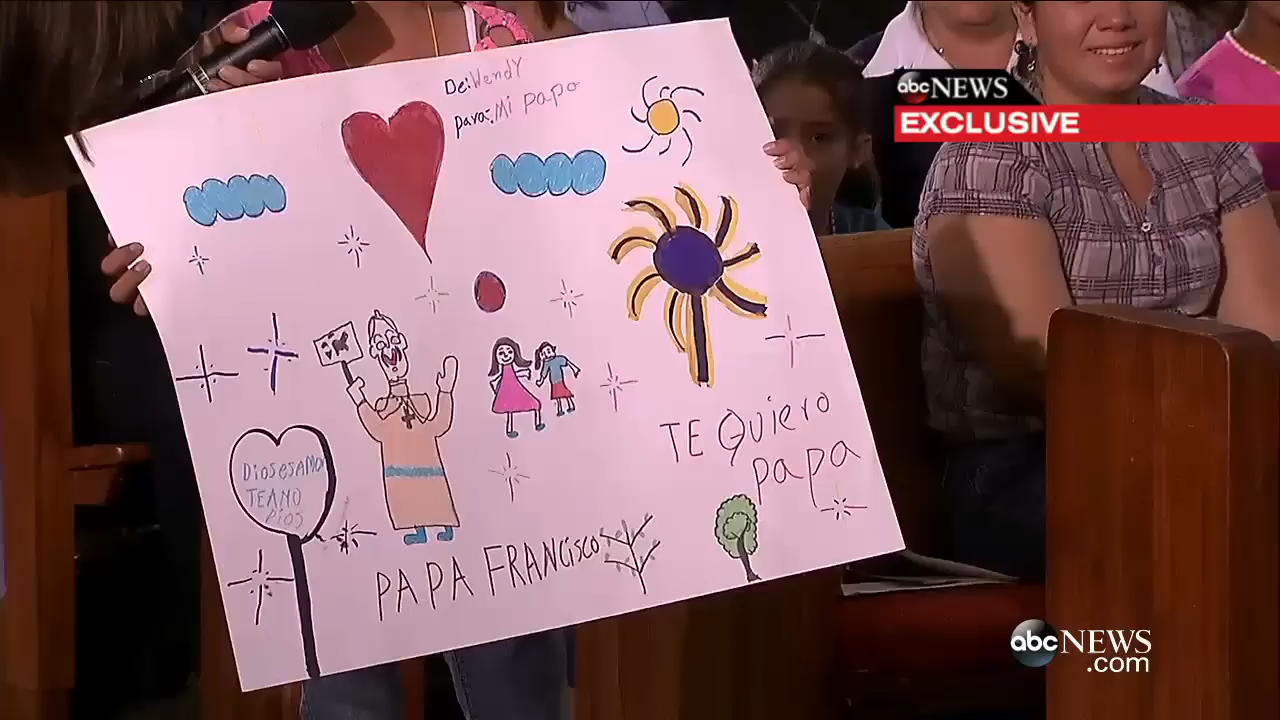 De: Wendy
para: Mi papa
abc NEWS
EXCLUSIVE
TE Quiero
papa
Dios es AMOr
TE AMO
Dios
PAPA FRANCISCO
abc NEWS
.com